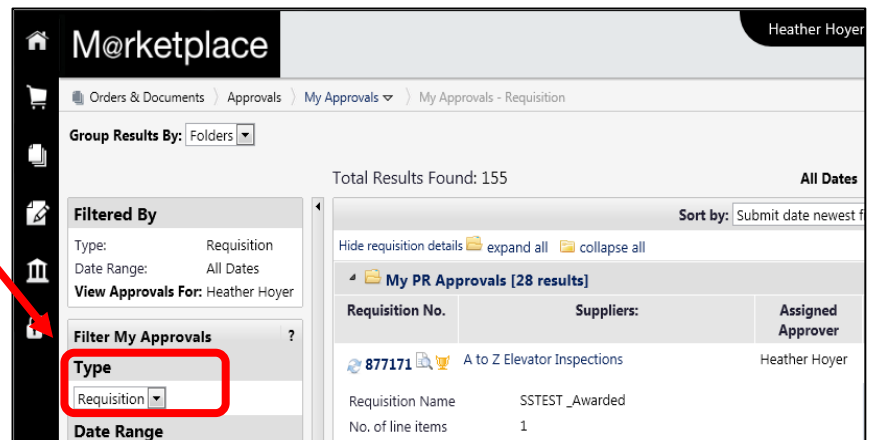 M@rketplace
Heather Hoyer
Orders & Documents 〉 Approvals 〉 My Approvals ▿ 〉 My Approvals - Requisition
Group Results By: Folders
Total Results Found: 155 All Dates
Filtered By
Type: Requisition
Date Range: All Dates
View Approvals For: Heather Hoyer
Filter My Approvals ?
Type
Requisition
Date Range
Sort by: Submit date newest f
Hide requisition details expand all collapse all
My PR Approvals [28 results]
Requisition No. Suppliers: Assigned
Approver
877171 A to Z Elevator Inspections Heather Hoyer
Requisition Name SSTEST _Awarded
No. of line items 1